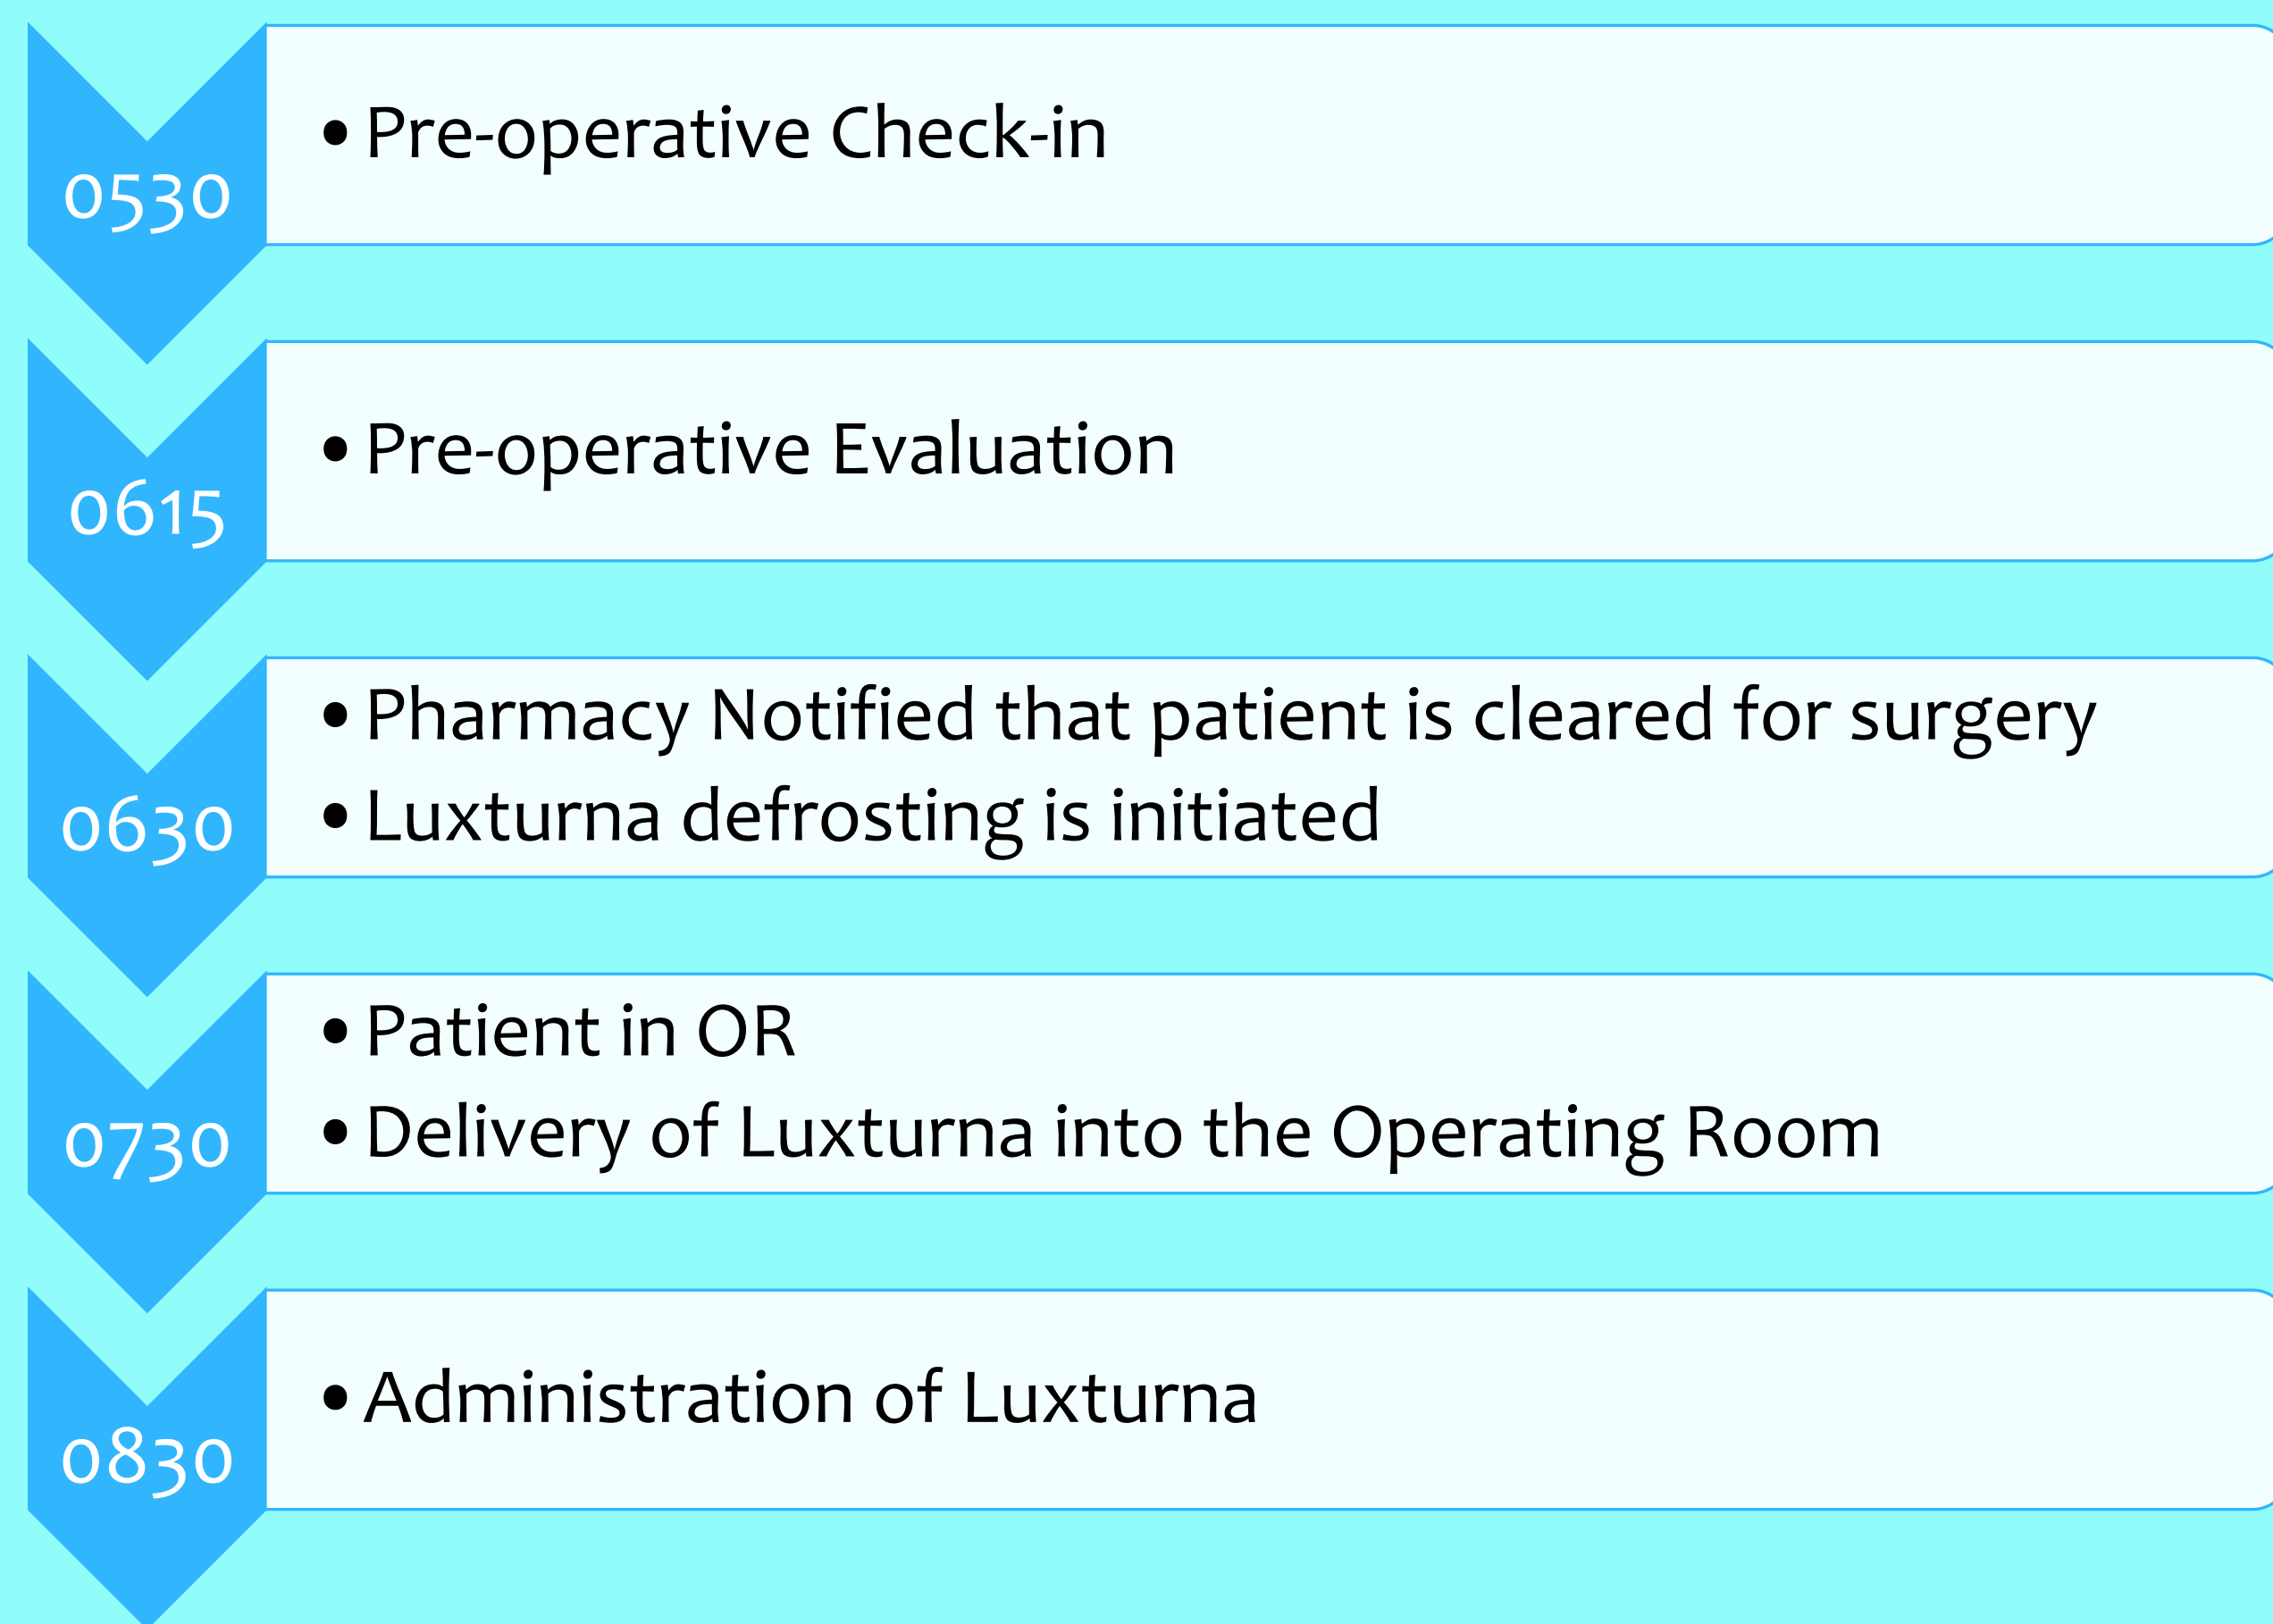 0530
• Pre-operative Check-in
0615
• Pre-operative Evaluation
0630
• Pharmacy Notified that patient is cleared for surgery
• Luxturna defrosting is initiated
0730
• Patient in OR
• Delivery of Luxturn into the Operating Room
0830
• Administration of Luxturna